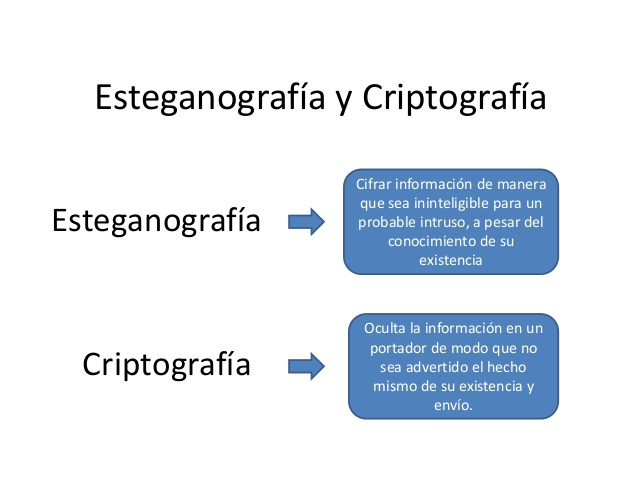 Esteganografía y Criptografía
Esteganografía
Cifrar información de manera
que sea ininteligible para un
probable intruso, a pesar del
conocimiento de su
existencia
Criptografía
Oculta la información en un
portador de modo que no
sea advertido el hecho
mismo de su existencia y
envío.